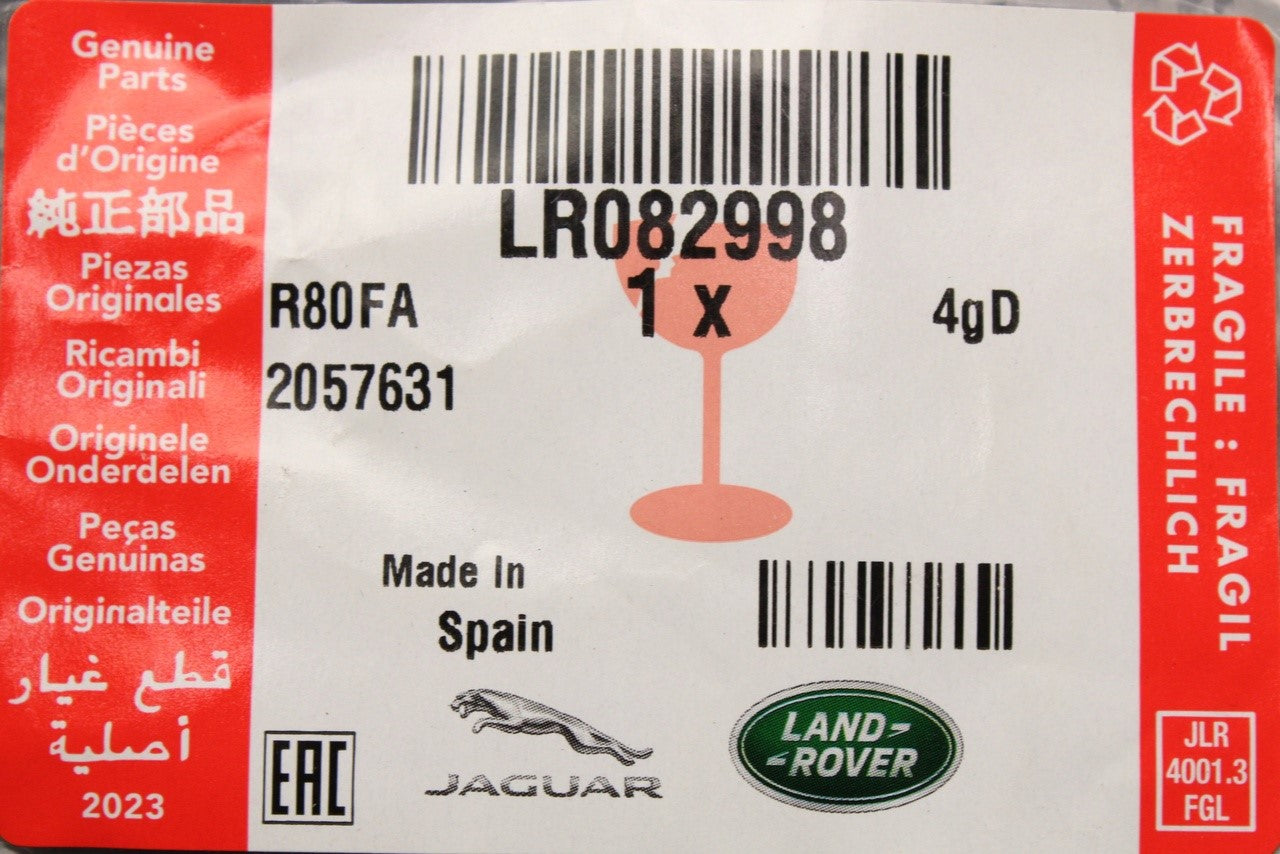 Genuine
Parts
Pièces
d'Origine
純正部品
Piezas
Originales
Ricambi
Originali
Originele
Onderdelen
Peças
Genuinas
Originalteile
قطع غيار
أصلية
2023
LR082998
1 x
R80FA
4gD
2057631
Made In
Spain
EAC
JAGUAR
LAND-
-ROVER
FRAGILE : FRAGIL
ZERBRECHLICH
JLR
4001.3
FGL